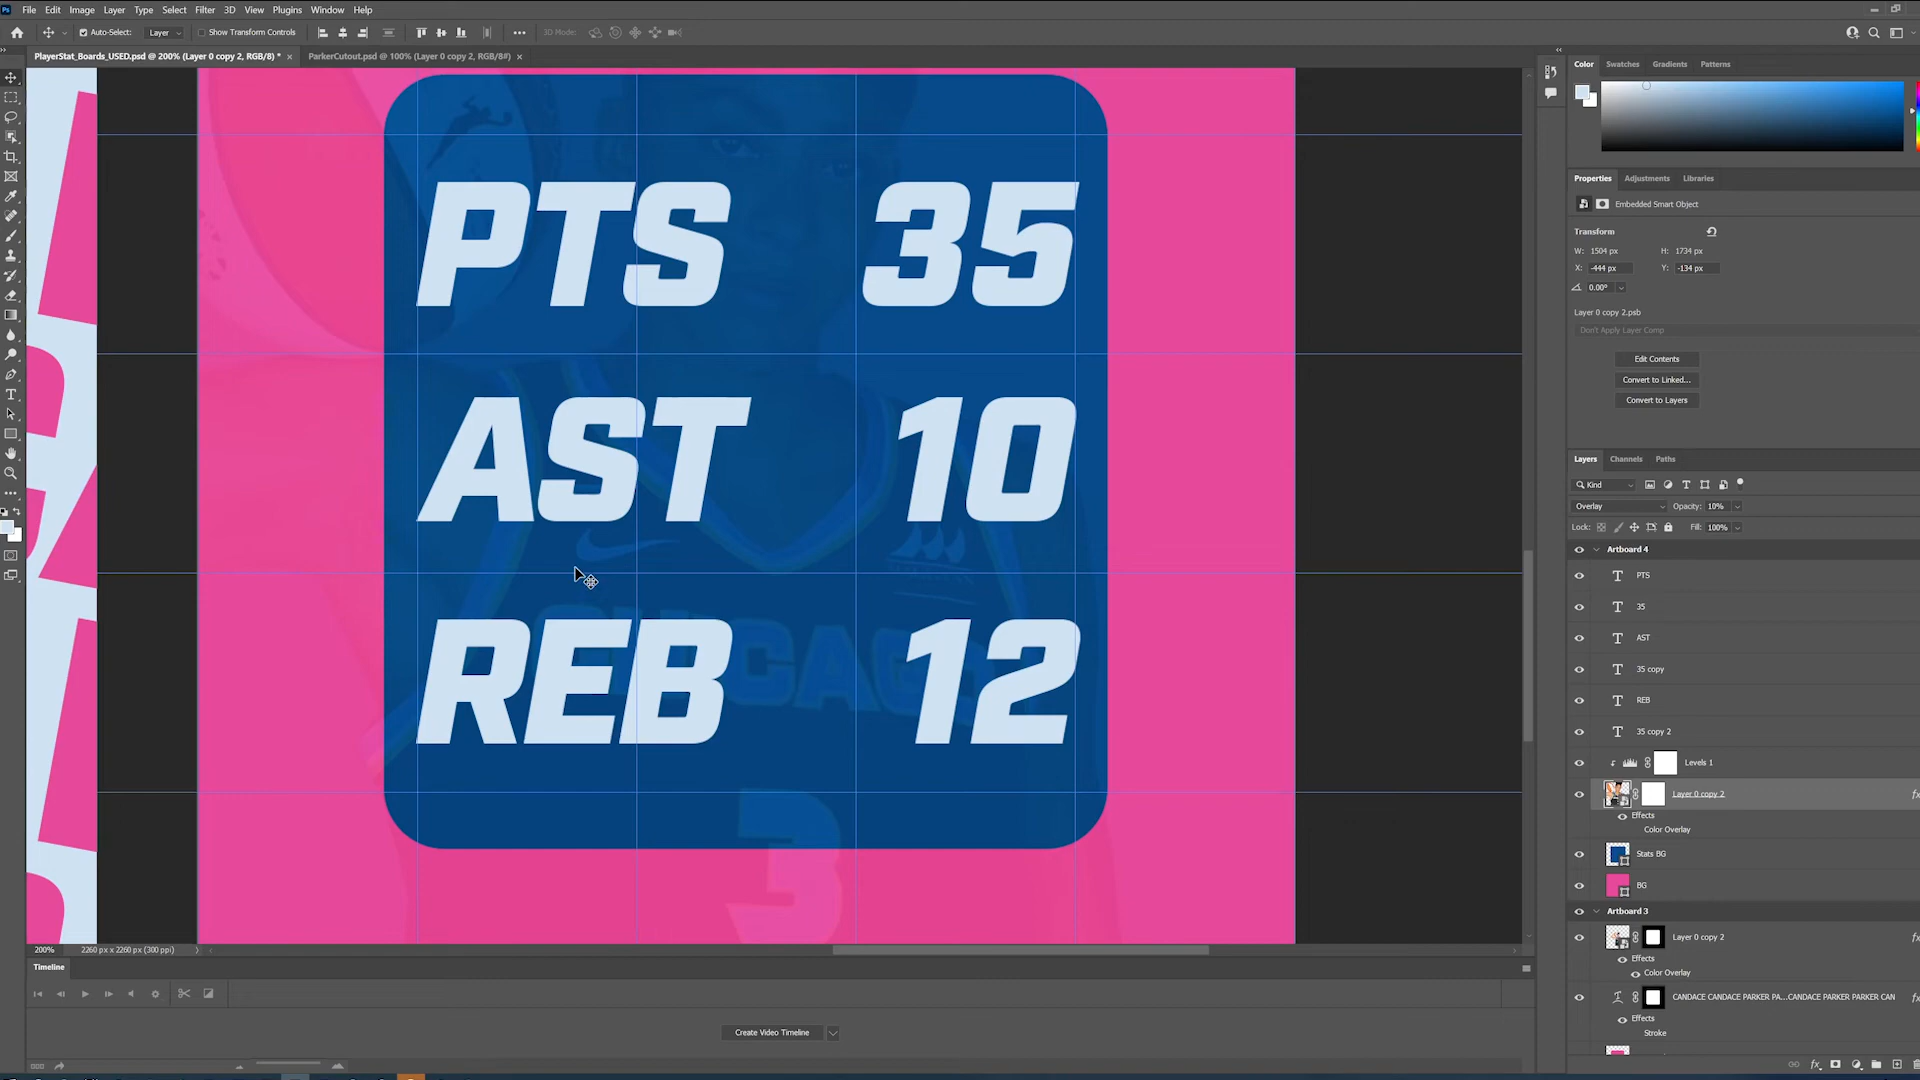 Ps File Edit Image Layer Type Select Filter 3D View Plugins Window Help
Auto-Select: Layer Show Transform Controls 3D Mode:
PlayerStat_Boards_USED.psd @ 200% (Layer 0 copy 2, RGB/8) * × ParkerCutout.psd @ 100% (Layer 0 copy 2, RGB/8#) ×
Color Swatches Gradients Patterns
Properties Adjustments Libraries
Embedded Smart Object
Transform
W: 1504 px H: 1734 px
X: -444 px Y: -134 px
0.00°
Layer 0 copy 2.psb
Don't Apply Layer Comp
Edit Contents
Convert to Linked...
Convert to Layers
PTS 35
AST 10
REB 12
CHICAGO
3
Layers Channels Paths
Kind
Overlay Opacity: 10%
Lock: Fill: 100%
Artboard 4
T PTS
T 35
T AST
T 35 copy
T REB
T 35 copy 2
Levels 1
Layer 0 copy 2 fx
Effects
Color Overlay
Stats BG
BG
Artboard 3
Layer 0 copy 2 fx
Effects
Color Overlay
CANDACE CANDACE PARKER PA...CANDACE PARKER PARKER CAN
Effects
Stroke
200% 2260 px x 2260 px (300 ppi)
Timeline
Create Video Timeline
fx